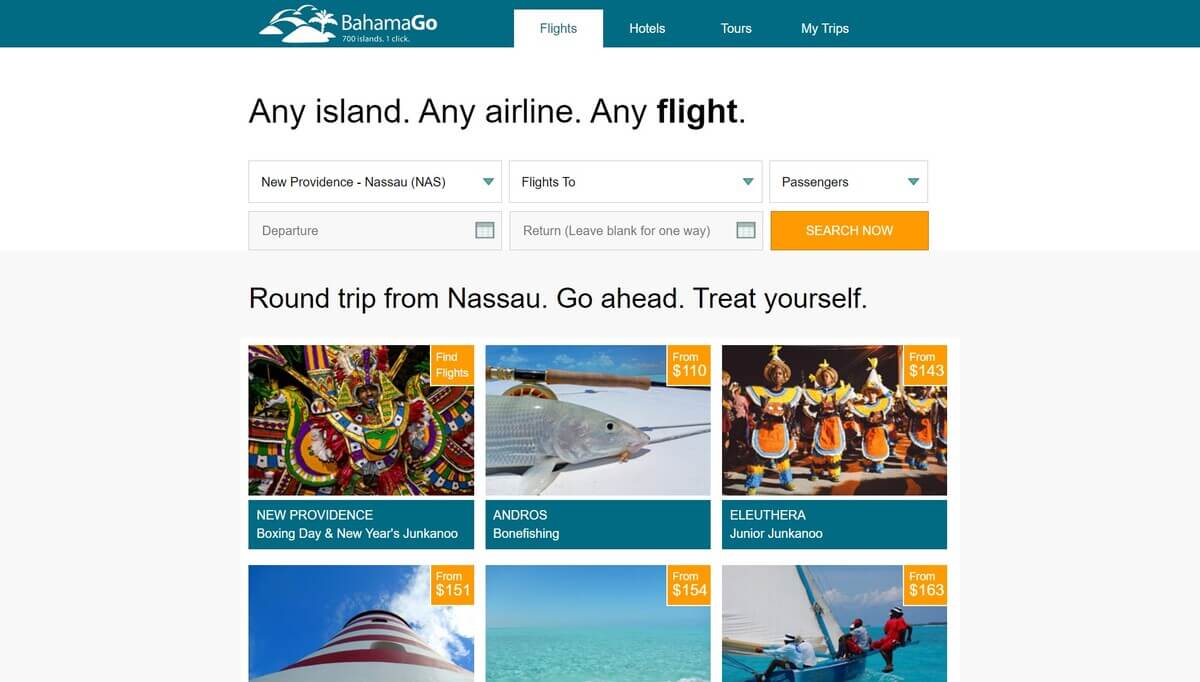 BahamaGo
700 islands. 1 click.
Flights
Hotels
Tours
My Trips
Any island. Any airline. Any flight.
New Providence - Nassau (NAS)
Flights To
Passengers
Departure
Return (Leave blank for one way)
SEARCH NOW
Round trip from Nassau. Go ahead. Treat yourself.
Find
Flights
NEW PROVIDENCE
Boxing Day & New Year's Junkanoo
From
$110
ANDROS
Bonefishing
From
$143
ELEUTHERA
Junior Junkanoo
From
$151
From
$154
From
$163